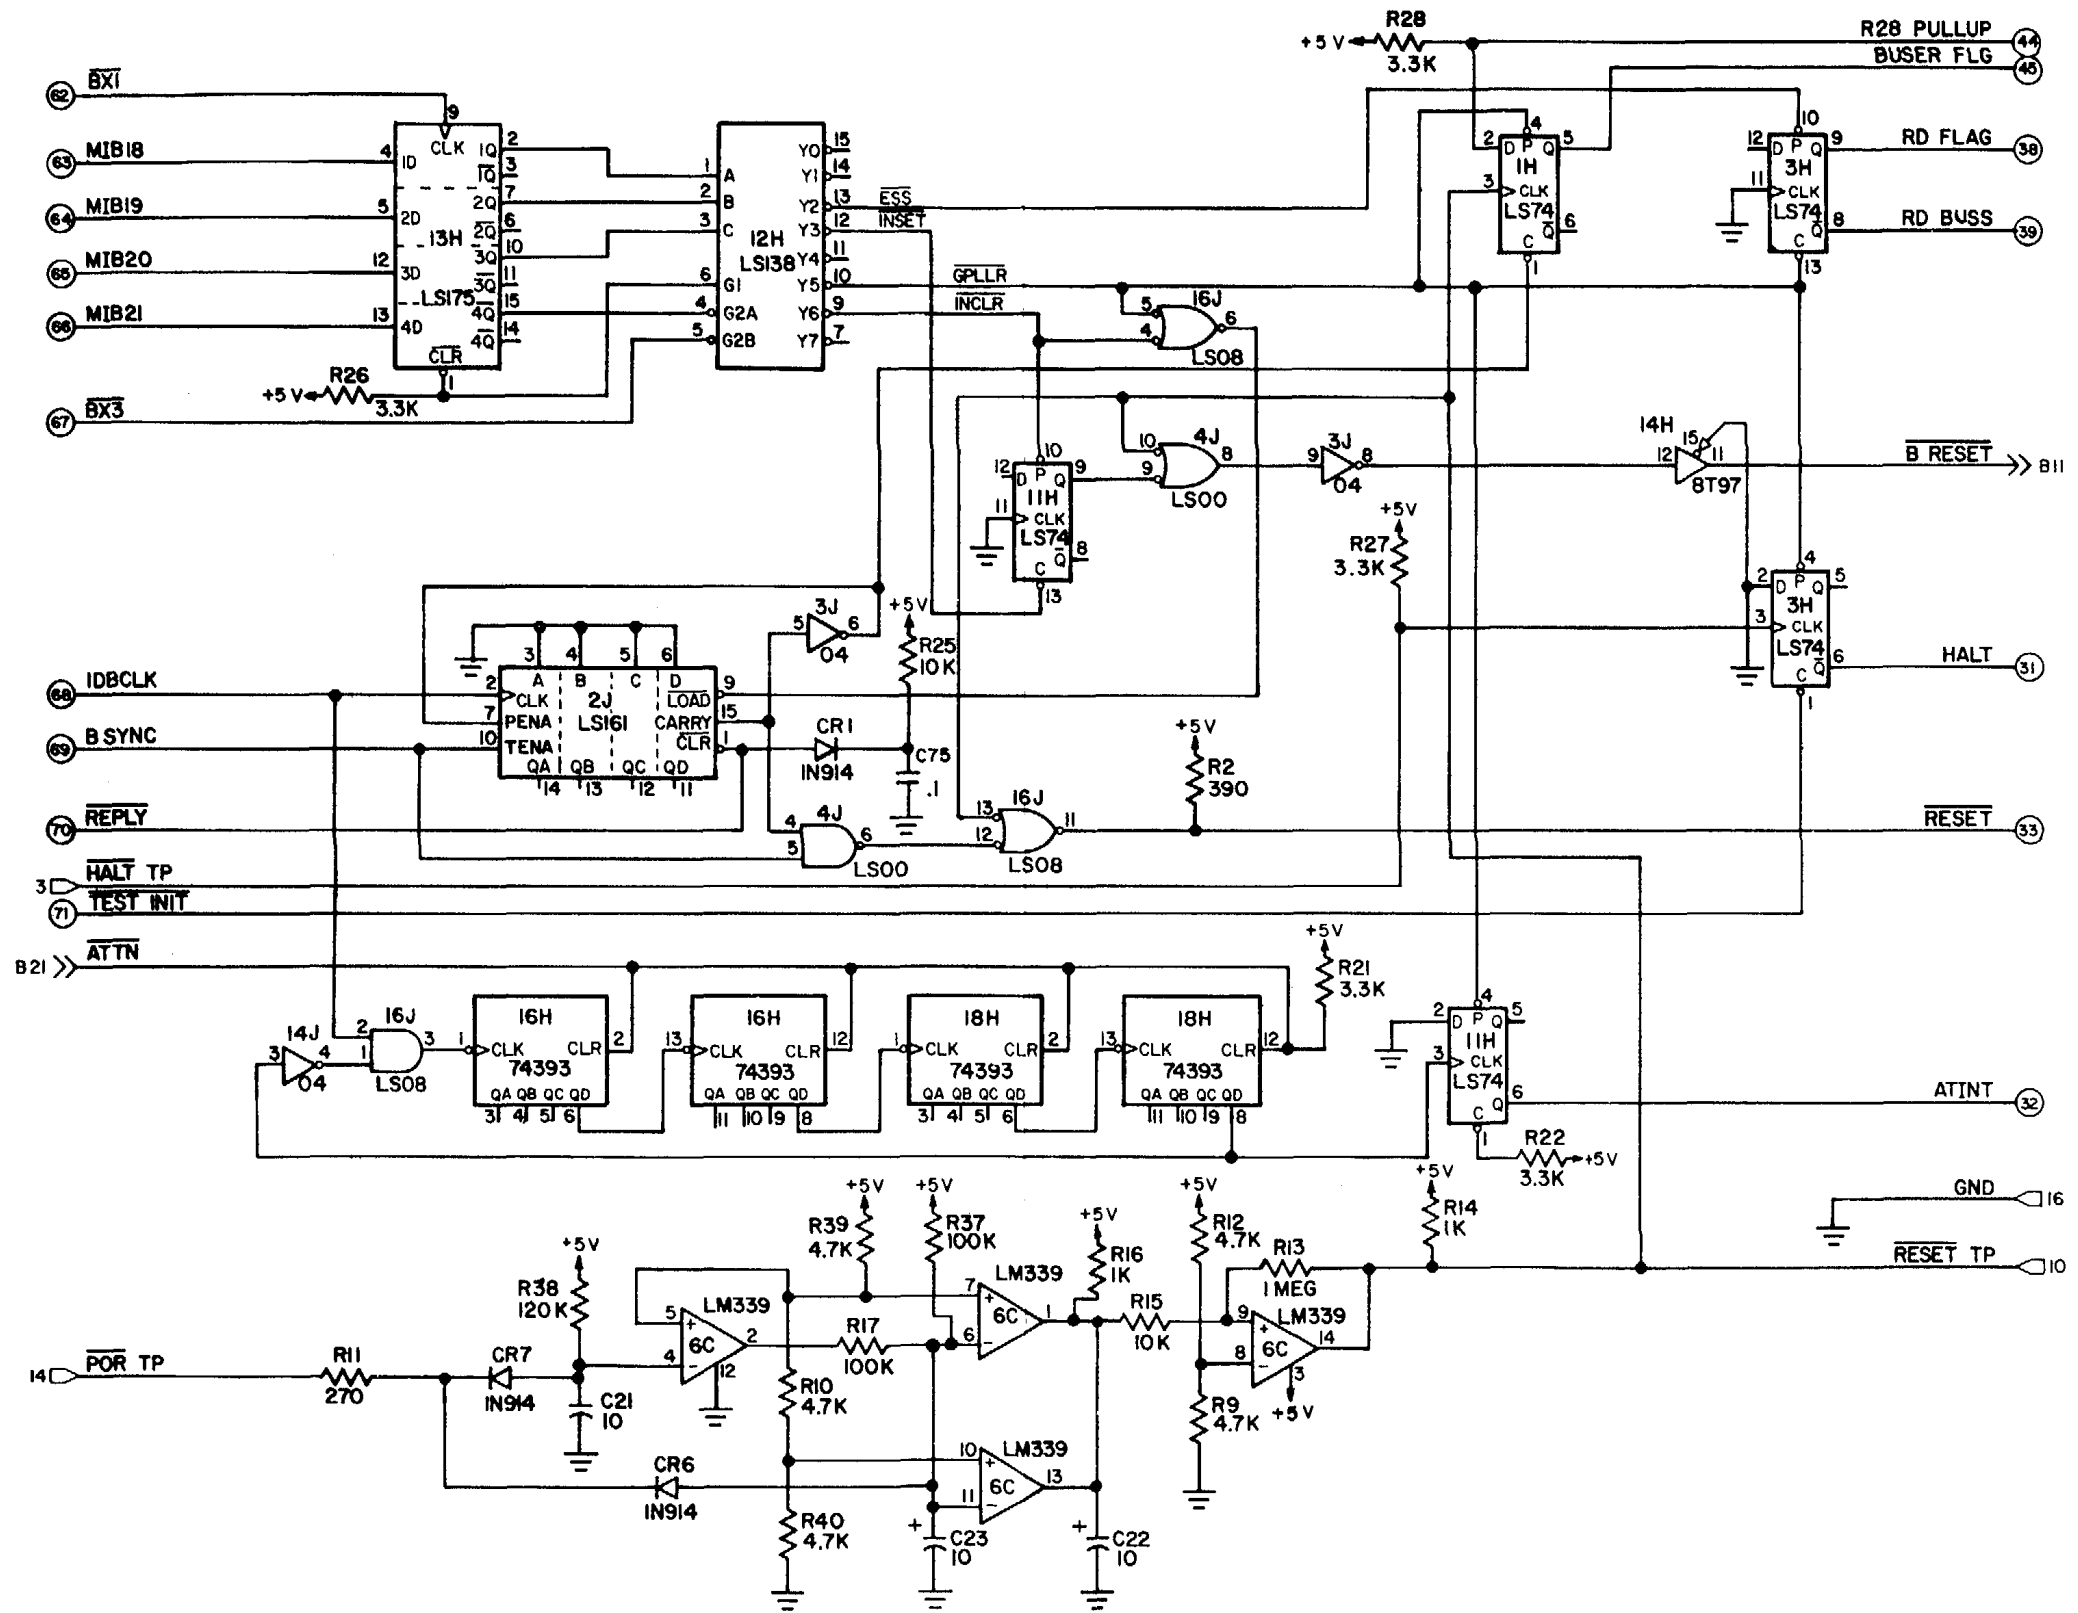 R28
+5 V
3.3K
R28 PULLUP
44
BUSER FLG
45
62
BX1
9
CLK
63
MIB18
4
1D
1Q
2
1Q
3
64
MIB19
5
2D
2Q
7
2Q
6
13H
65
MIB20
12
3D
3Q
10
3Q
11
LS175
66
MIB21
13
4D
4Q
15
4Q
14
CLR
1
R26
+5 V
3.3K
67
BX3
1
A
2
B
3
C
12H
LS138
6
G1
4
G2A
5
G2B
Y0
15
Y1
14
Y2
13
Y3
12
Y4
11
Y5
10
Y6
9
Y7
7
ESS
INSET
GPLLR
INCLR
5
4
16J
6
LS08
4
2
D
P
Q
5
1H
3
CLK
LS74
Q
6
C
1
10
12
D
P
Q
9
3H
11
CLK
LS74
Q
8
C
13
RD FLAG
38
RD BUSS
39
10
12
D
P
Q
9
11H
11
CLK
LS74
Q
8
C
13
10
9
4J
8
LS00
9
3J
8
04
14H
15
12
11
8T97
B RESET
B11
+5V
R27
3.3K
4
2
D
P
Q
5
3H
3
CLK
LS74
Q
6
C
1
HALT
31
5
3J
6
04
+5V
R25
10K
3
4
5
6
A
B
C
D
68
IDBCLK
2
CLK
2J
LS161
LOAD
9
7
PENA
CARRY
15
69
B SYNC
10
TENA
CLR
1
QA
QB
QC
QD
14
13
12
11
CR1
IN914
C75
.1
70
REPLY
4
5
4J
6
LS00
13
12
16J
11
LS08
+5V
R2
390
RESET
33
3
HALT TP
71
TEST INIT
B21
ATTN
3
14J
4
04
2
1
16J
3
LS08
16H
1
CLK
CLR
2
74393
QA QB QC QD
3 4 5 6
16H
13
CLK
CLR
12
74393
QA QB QC QD
11 10 9 8
18H
1
CLK
CLR
2
74393
QA QB QC QD
3 4 5 6
18H
13
CLK
CLR
12
74393
QA QB QC QD
11 10 9 8
+5V
R21
3.3K
4
2
D
P
Q
5
11H
3
CLK
LS74
Q
6
C
1
R22
3.3K
+5V
ATINT
32
GND
16
+5V
R14
1K
RESET TP
10
+5V
R38
120K
14
POR TP
R11
270
CR7
IN914
C21
10
LM339
5
+
6C
4
-
2
12
+5V
R39
4.7K
+5V
R37
100K
R17
100K
R10
4.7K
R40
4.7K
CR6
IN914
LM339
7
+
6C
6
-
1
LM339
10
+
6C
11
-
13
+
C23
10
+
C22
10
+5V
R16
1K
R15
10K
+5V
R12
4.7K
R13
1 MEG
R9
4.7K
LM339
9
+
6C
8
-
14
3
+5V